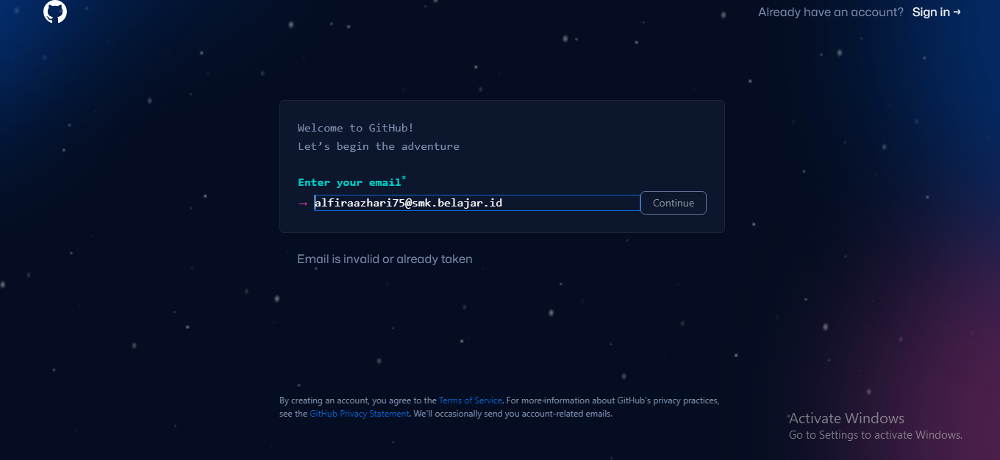 Already have an account? Sign in →
Welcome to GitHub!
Let’s begin the adventure
Enter your email*
→ alfiraazhari75@smk.belajar.id Continue
Email is invalid or already taken
By creating an account, you agree to the Terms of Service. For more information about GitHub's privacy practices,
see the GitHub Privacy Statement. We'll occasionally send you account-related emails.
Activate Windows
Go to Settings to activate Windows.